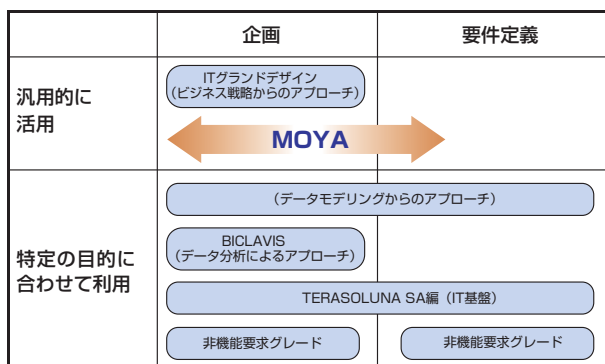 企画
要件定義
汎用的に
活用
ITグランドデザイン
(ビジネス戦略からのアプローチ)
MOYA
特定の目的に
合わせて利用
(データモデリングからのアプローチ)
BICLAVIS
(データ分析によるアプローチ)
TERASOLUNA SA編(IT基盤)
非機能要求グレード
非機能要求グレード